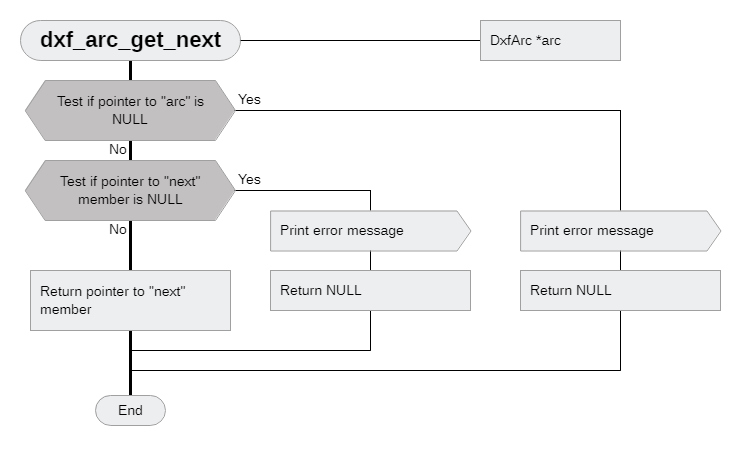 dxf_arc_get_next
DxfArc *arc
Test if pointer to "arc" is
NULL
Yes
No
Test if pointer to "next"
member is NULL
Yes
No
Print error message
Print error message
Return pointer to "next"
member
Return NULL
Return NULL
End